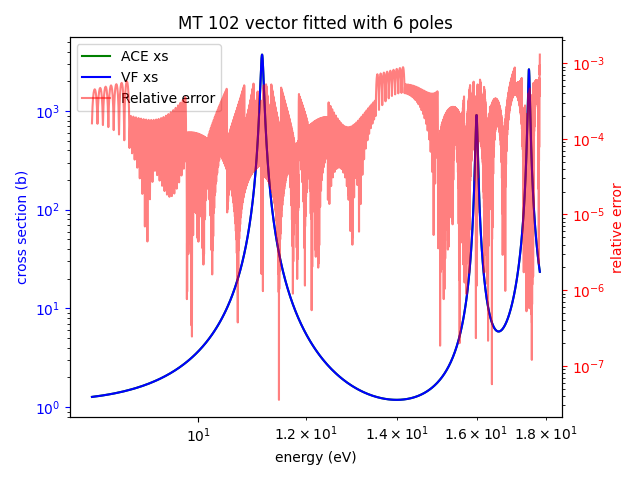 MT 102 vector fitted with 6 poles
ACE xs
VF xs
Relative error
cross section (b)
10³
10²
10¹
10⁰
relative error
10⁻³
10⁻⁴
10⁻⁵
10⁻⁶
10⁻⁷
10¹
1.2 × 10¹
1.4 × 10¹
1.6 × 10¹
1.8 × 10¹
energy (eV)